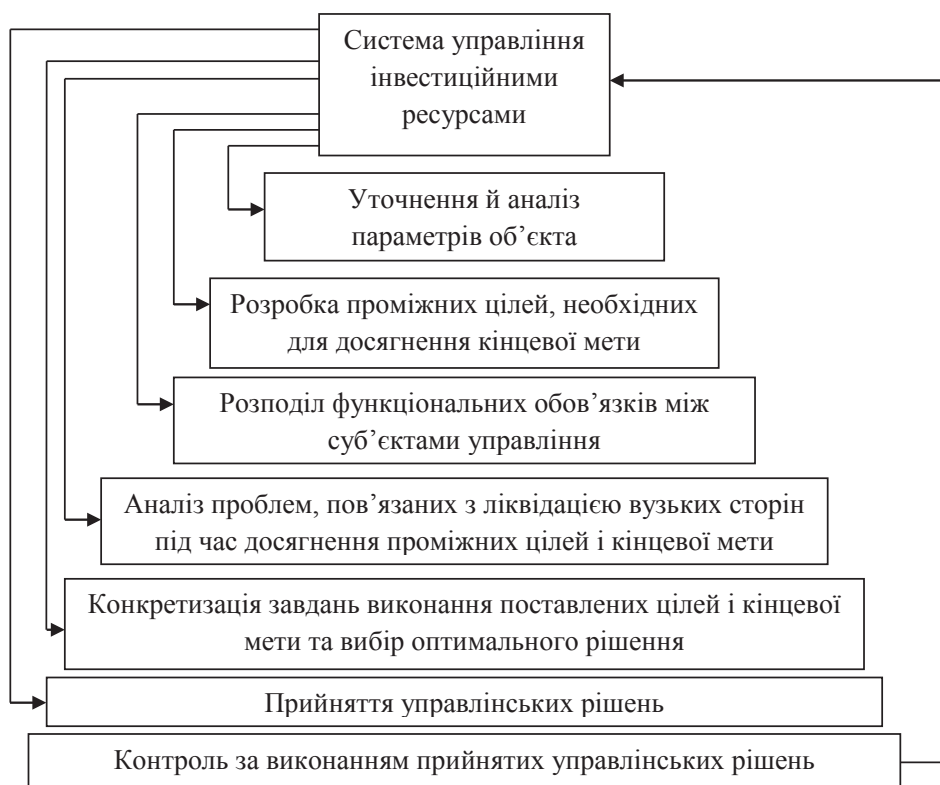 Система управління
інвестиційними
ресурсами
Уточнення й аналіз
параметрів об’єкта
Розробка проміжних цілей, необхідних
для досягнення кінцевої мети
Розподіл функціональних обов’язків між
суб’єктами управління
Аналіз проблем, пов’язаних з ліквідацією вузьких сторін
під час досягнення проміжних цілей і кінцевої мети
Конкретизація завдань виконання поставлених цілей і кінцевої
мети та вибір оптимального рішення
Прийняття управлінських рішень
Контроль за виконанням прийнятих управлінських рішень